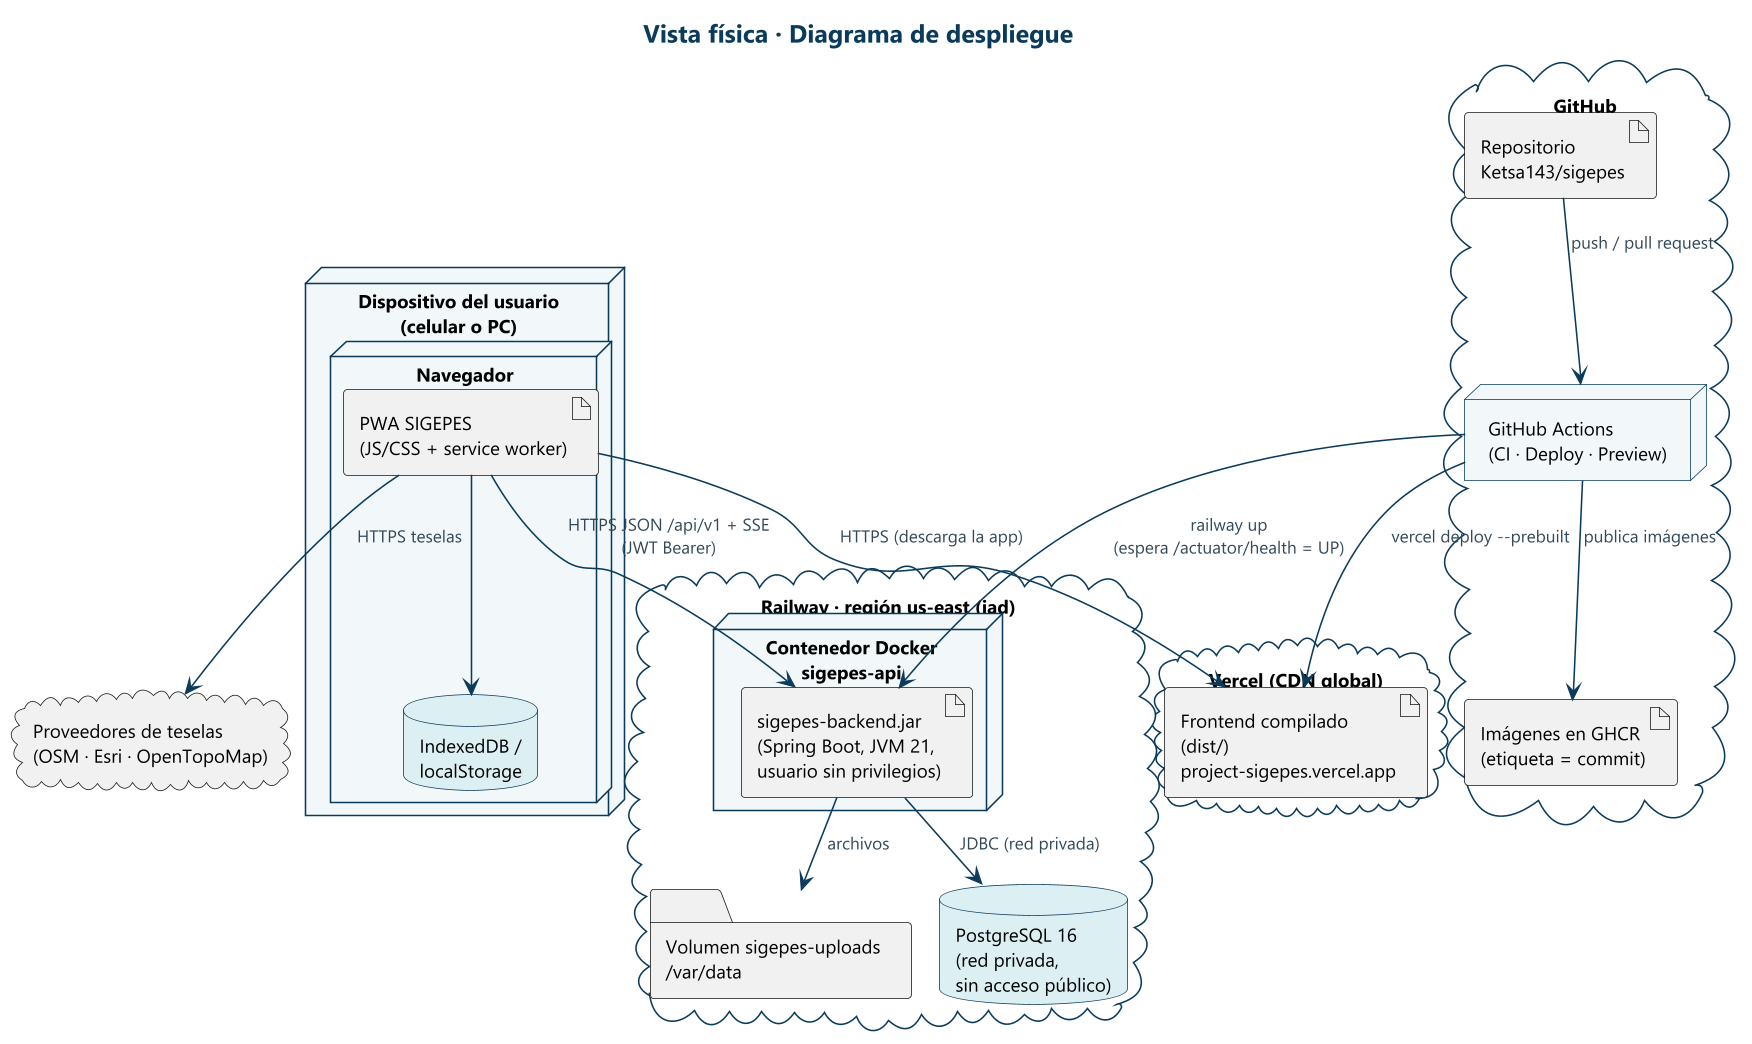 Vista física · Diagrama de despliegue
GitHub
Repositorio
Ketsa143/sigepes
push / pull request
Dispositivo del usuario
(celular o PC)
Navegador
PWA SIGEPES
(JS/CSS + service worker)
GitHub Actions
(CI · Deploy · Preview)
HTTPS teselas
HTTPS JSON /api/v1 + SSE
(JWT Bearer)
HTTPS (descarga la app)
railway up
(espera /actuator/health = UP)
vercel deploy --prebuilt
publica imágenes
Railway · región us-east (iad)
Contenedor Docker
sigepes-api
Vercel (CDN global)
Proveedores de teselas
(OSM · Esri · OpenTopoMap)
IndexedDB /
localStorage
sigepes-backend.jar
(Spring Boot, JVM 21,
usuario sin privilegios)
Frontend compilado
(dist/)
project-sigepes.vercel.app
Imágenes en GHCR
(etiqueta = commit)
archivos
JDBC (red privada)
Volumen sigepes-uploads
/var/data
PostgreSQL 16
(red privada,
sin acceso público)